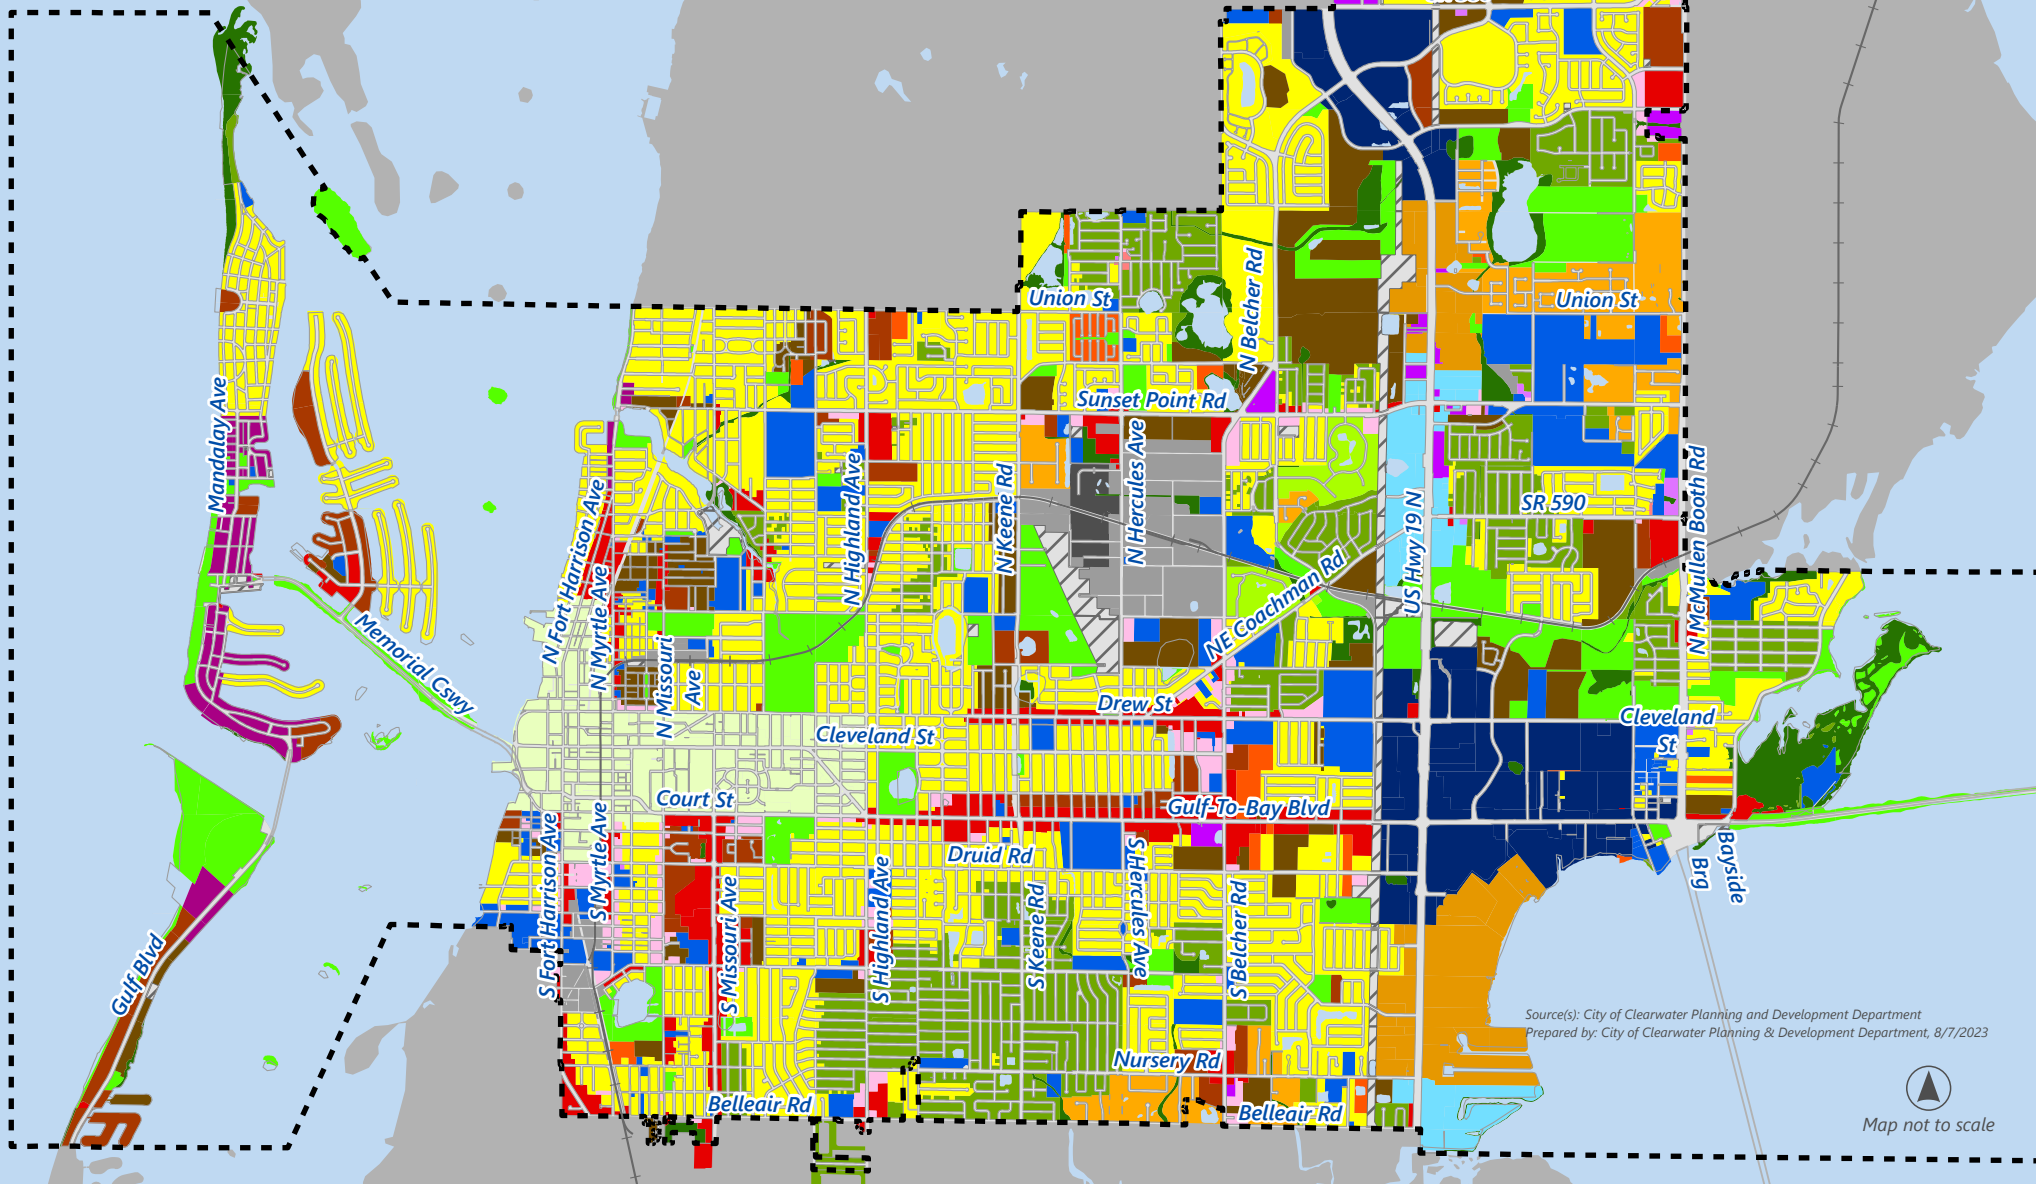 Union St
N Belcher Rd
Union St
Sunset Point Rd
Mandalay Ave
N Highland Ave
N Keene Rd
N Hercules Ave
N Fort Harrison Ave
US Hwy 19 N
SR 590
N McMullen Booth Rd
N Myrtle Ave
NE Coachman Rd
Memorial Cswy
N Missouri
Ave
Drew St
Cleveland St
Cleveland
St
Court St
Gulf-To-Bay Blvd
Druid Rd
S Fort Harrison Ave
S Myrtle Ave
S Missouri Ave
S Highland Ave
S Keene Rd
S Hercules Ave
S Belcher Rd
Bayside
Brg
Gulf Blvd
Source(s): City of Clearwater Planning and Development Department
Prepared by: City of Clearwater Planning & Development Department, 8/7/2023
Nursery Rd
Belleair Rd
Belleair Rd
Map not to scale